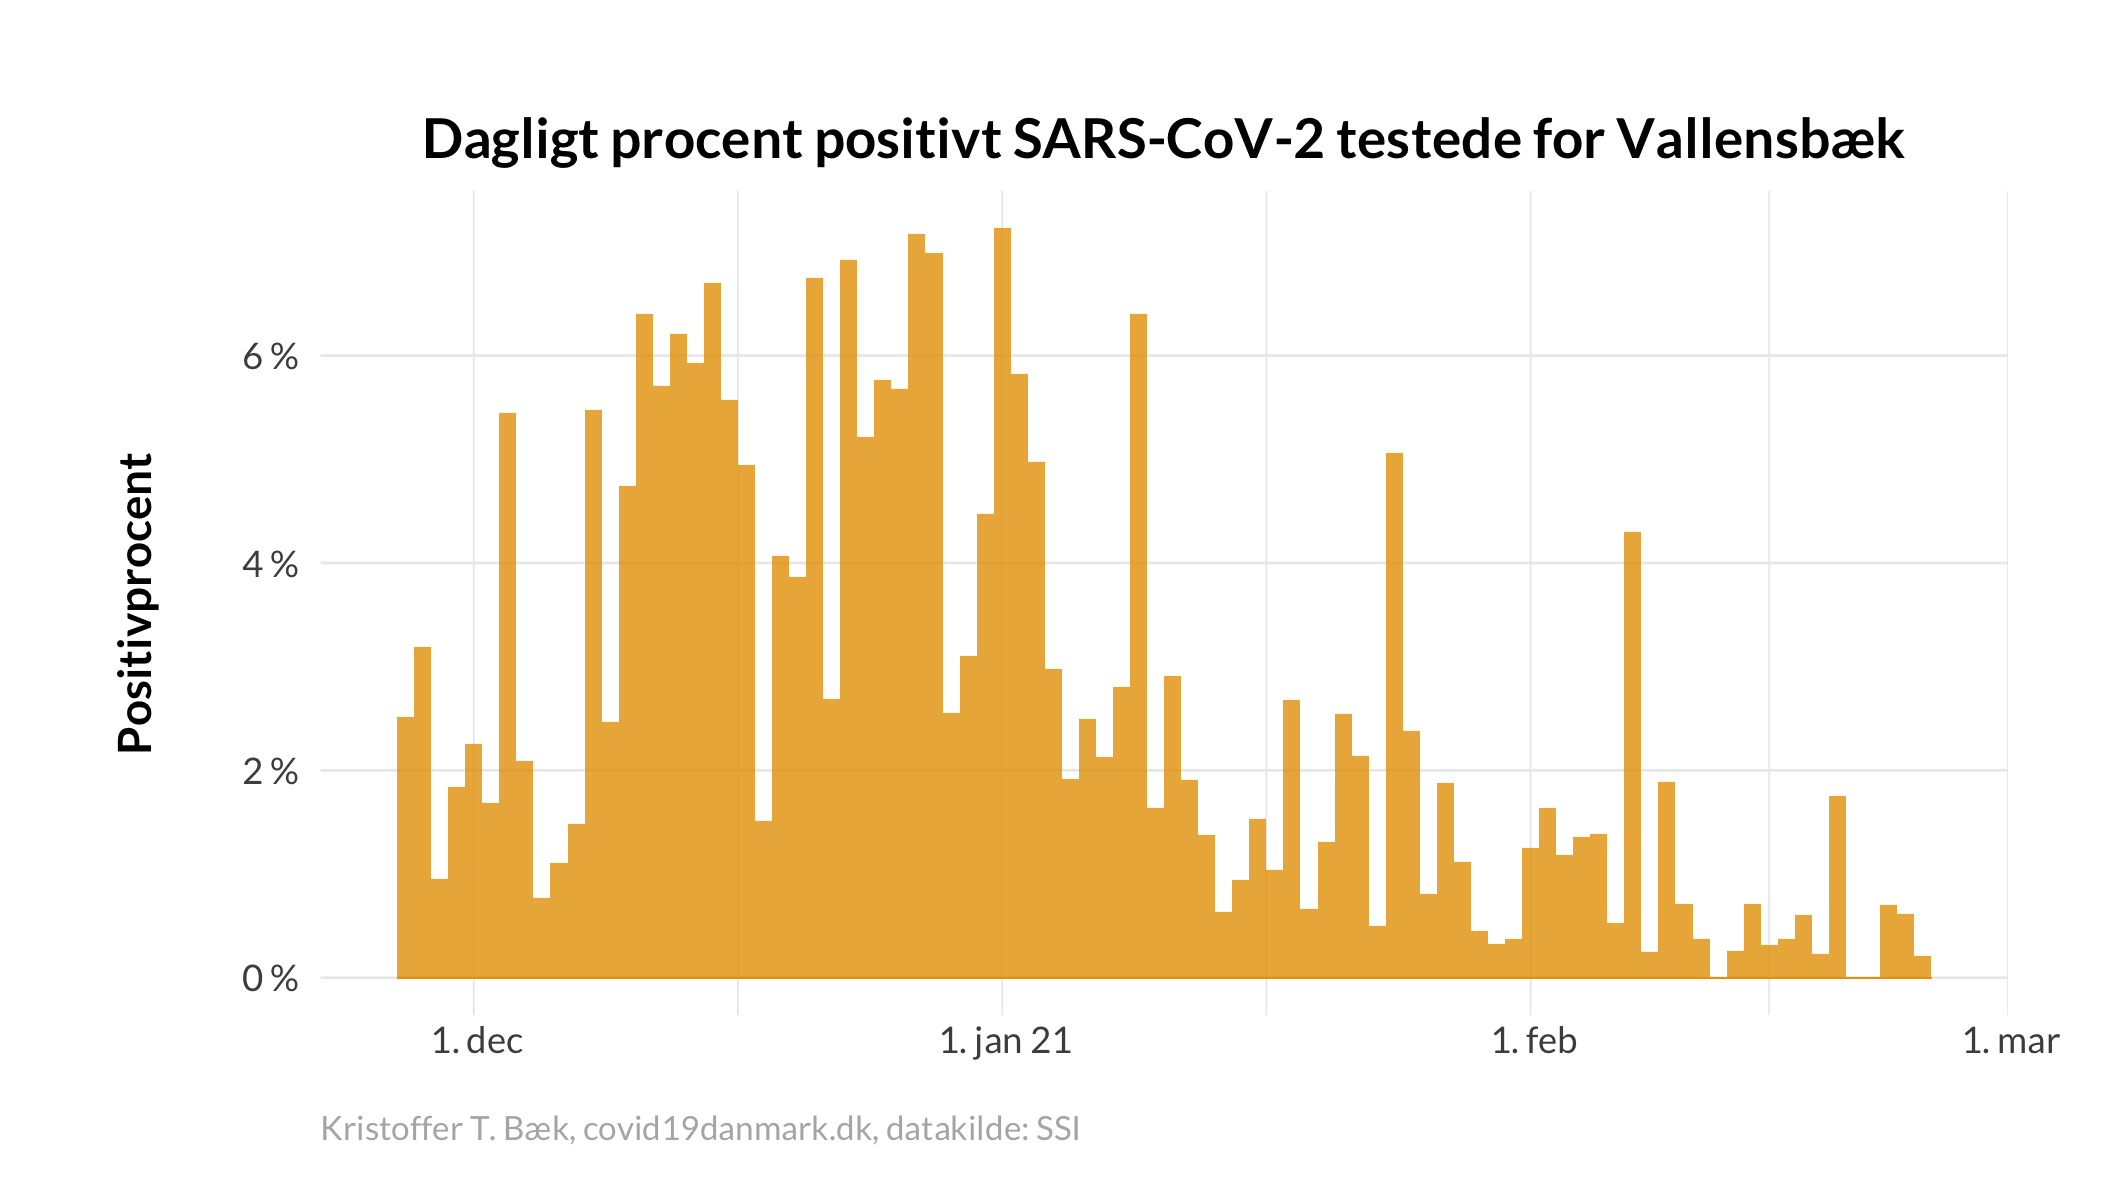 Dagligt procent positivt SARS-CoV-2 testede for Vallensbæk
Positivprocent
6 %
4 %
2 %
0 %
1. dec
1. jan 21
1. feb
1. mar
Kristoffer T. Bæk, covid19danmark.dk, datakilde: SSI